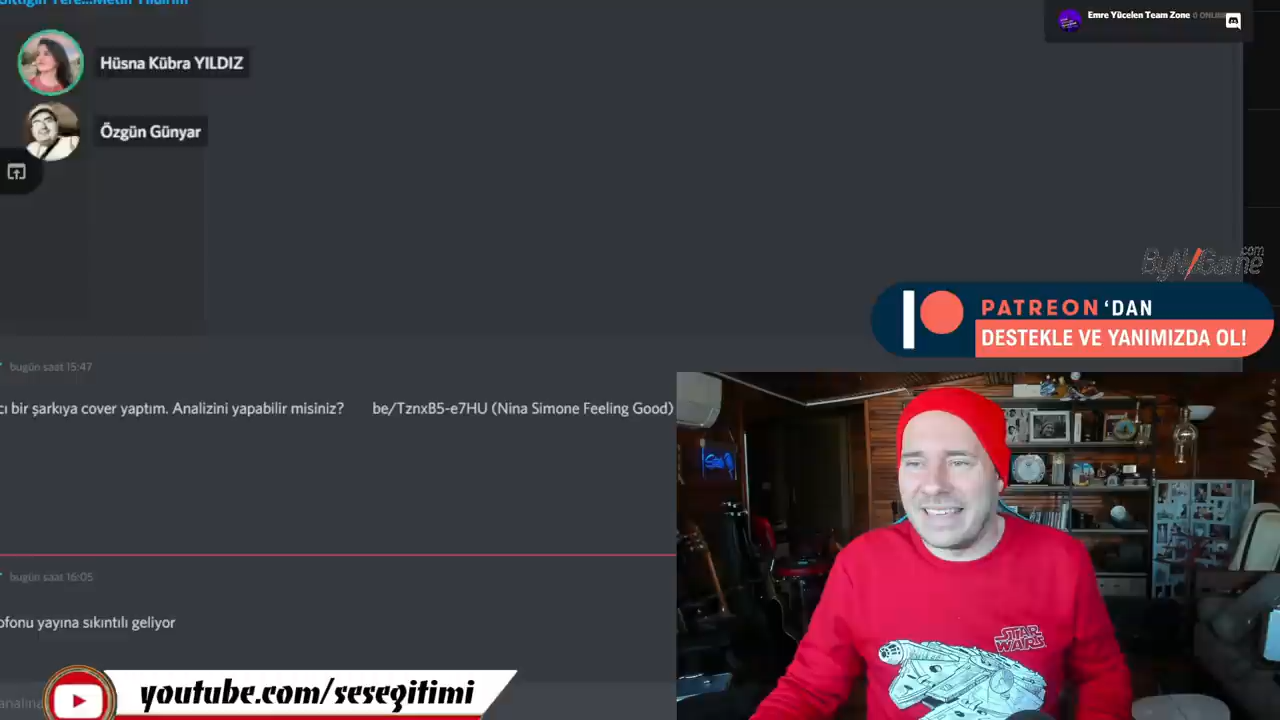 Emre Yücelen Team Zone
Hüsna Kübra YILDIZ
Özgün Günyar
ByNoGame
.com
PATREON 'DAN
DESTEKLE VE YANIMIZDA OL!
bugün saat 15:47
cı bir şarkıya cover yaptım. Analizini yapabilir misiniz? be/TznxB5-e7HU (Nina Simone Feeling Good)
STAR
WARS
bugün saat 16:05
ofonu yayına sıkıntılı geliyor
youtube.com/sesegitimi